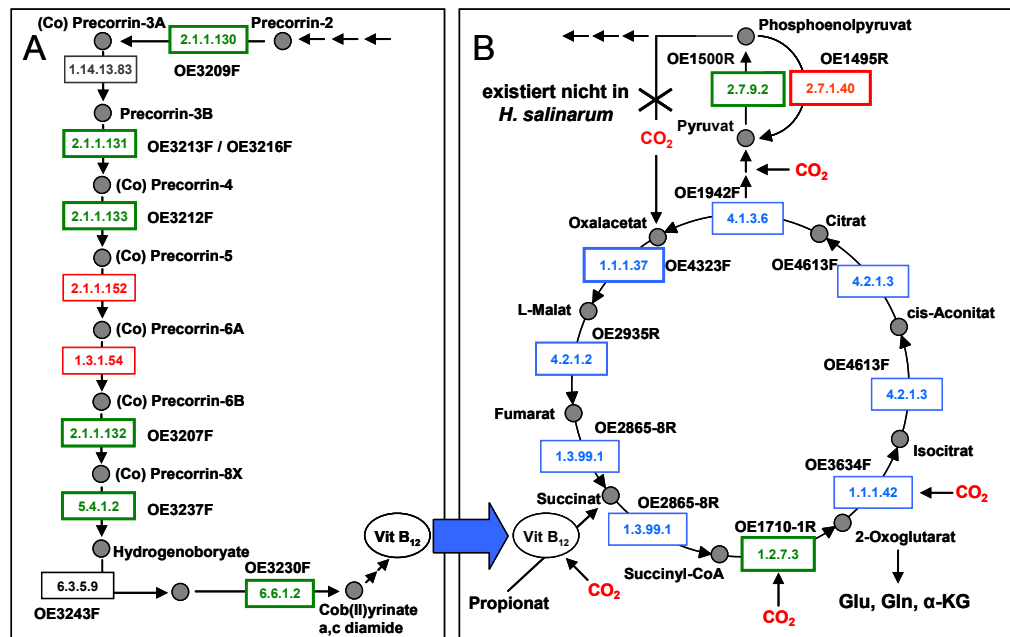 A
(Co) Precorrin-3A
Precorrin-2
2.1.1.130
OE3209F
1.14.13.83
Precorrin-3B
2.1.1.131
OE3213F / OE3216F
(Co) Precorrin-4
2.1.1.133
OE3212F
(Co) Precorrin-5
2.1.1.152
(Co) Precorrin-6A
1.3.1.54
(Co) Precorrin-6B
2.1.1.132
OE3207F
(Co) Precorrin-8X
5.4.1.2
OE3237F
Hydrogenoboryate
6.3.5.9
OE3243F
OE3230F
6.6.1.2
Cob(II)yrinate
a,c diamide
Vit B12
B
Phosphoenolpyruvat
OE1500R
OE1495R
2.7.9.2
2.7.1.40
existiert nicht in
H. salinarum
CO2
Pyruvat
CO2
OE1942F
4.1.3.6
Oxalacetat
Citrat
1.1.1.37
OE4323F
OE4613F
4.2.1.3
L-Malat
cis-Aconitat
OE2935R
4.2.1.2
OE4613F
4.2.1.3
Fumarat
OE2865-8R
1.3.99.1
Isocitrat
OE3634F
1.1.1.42
CO2
Succinat
OE2865-8R
1.3.99.1
Vit B12
OE1710-1R
1.2.7.3
2-Oxoglutarat
Succinyl-CoA
CO2
Propionat
CO2
Glu, Gln, α-KG